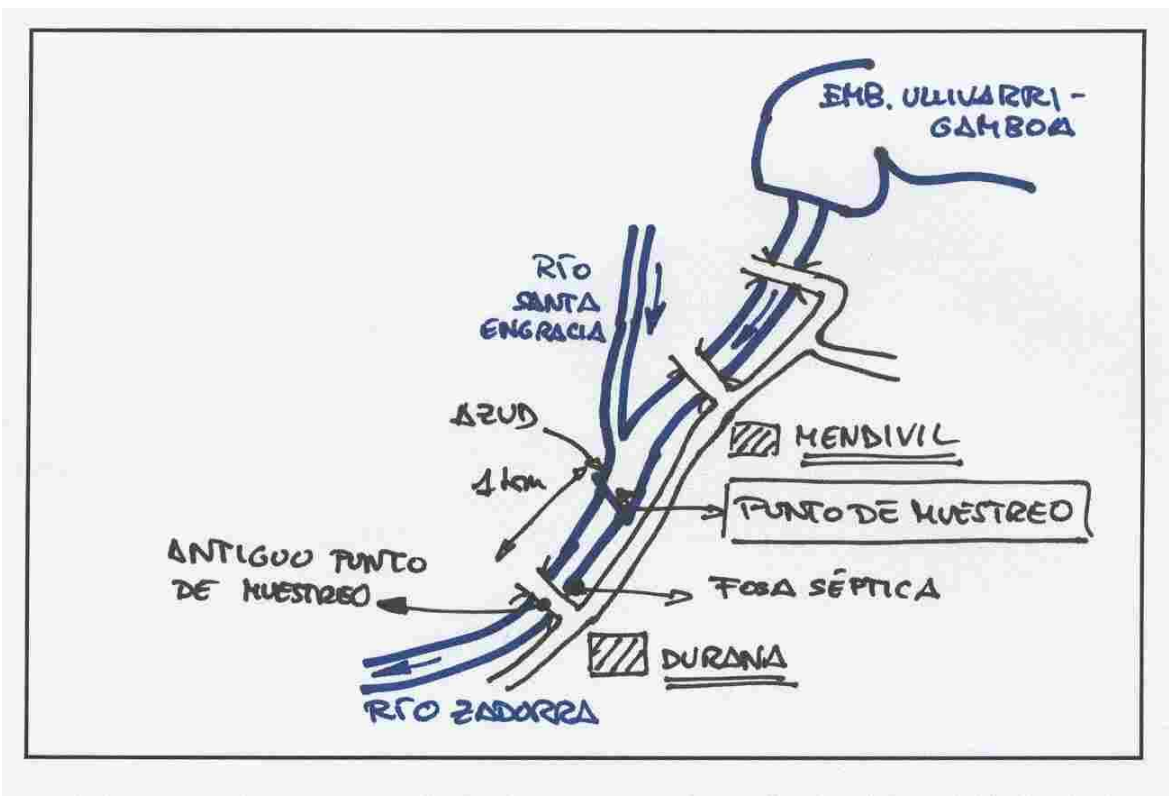 EMB. ULLIVARRI-
GAMBOA
RÍO
SANTA
ENGRACIA
AZUD
MENDIVIL
1 km
PUNTO DE MUESTREO
ANTIGUO PUNTO
DE MUESTREO
FOSA SÉPTICA
DURANA
RÍO ZADORRA